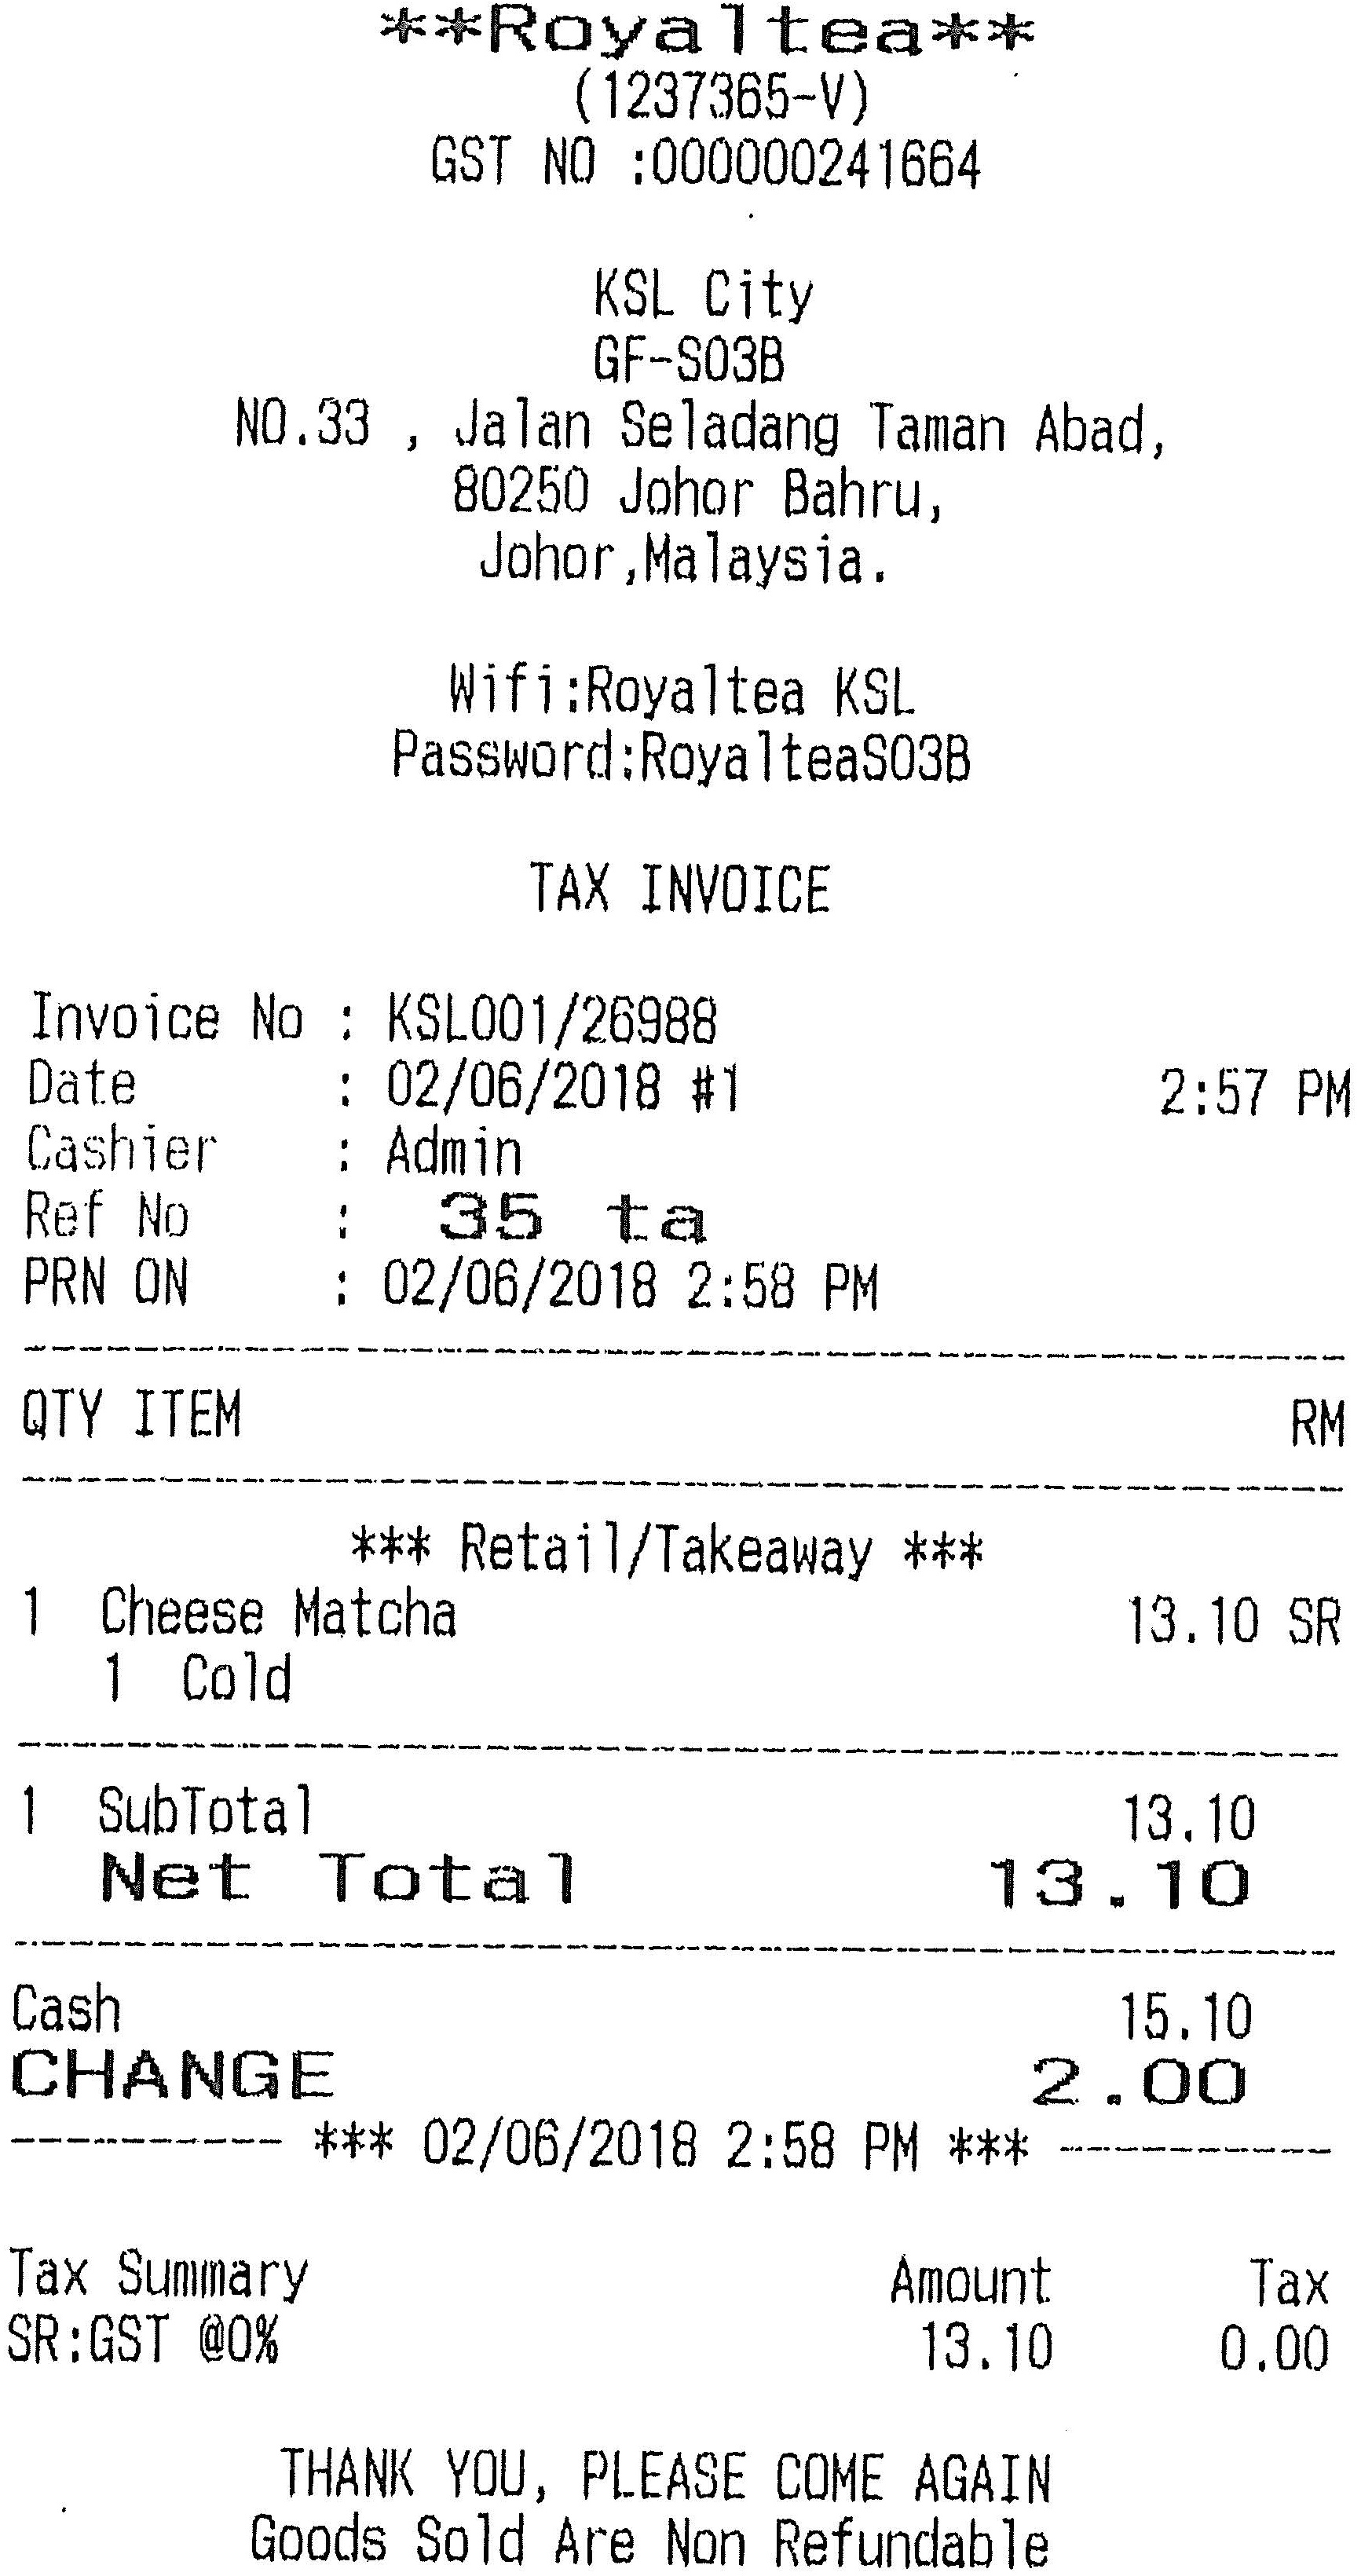 **Royaltea**
(1237365-V)
GST NO :000000241664
KSL City
GF-S03B
NO.33 , Jalan Seladang Taman Abad,
80250 Johor Bahru,
Johor,Malaysia.
Wifi:Royaltea KSL
Password:RoyalteaS03B
TAX INVOICE
Invoice No : KSL001/26988
Date : 02/06/2018 #1 2:57 PM
Cashier : Admin
Ref No : 35 ta
PRN ON : 02/06/2018 2:58 PM
QTY ITEM RM
*** Retail/Takeaway ***
1 Cheese Matcha 13.10 SR
1 Cold
1 SubTotal 13.10
Net Total 13.10
Cash 15.10
CHANGE 2.00
---------- *** 02/06/2018 2:58 PM *** ----------
Tax Summary Amount Tax
SR:GST @0% 13.10 0.00
THANK YOU, PLEASE COME AGAIN
Goods Sold Are Non Refundable